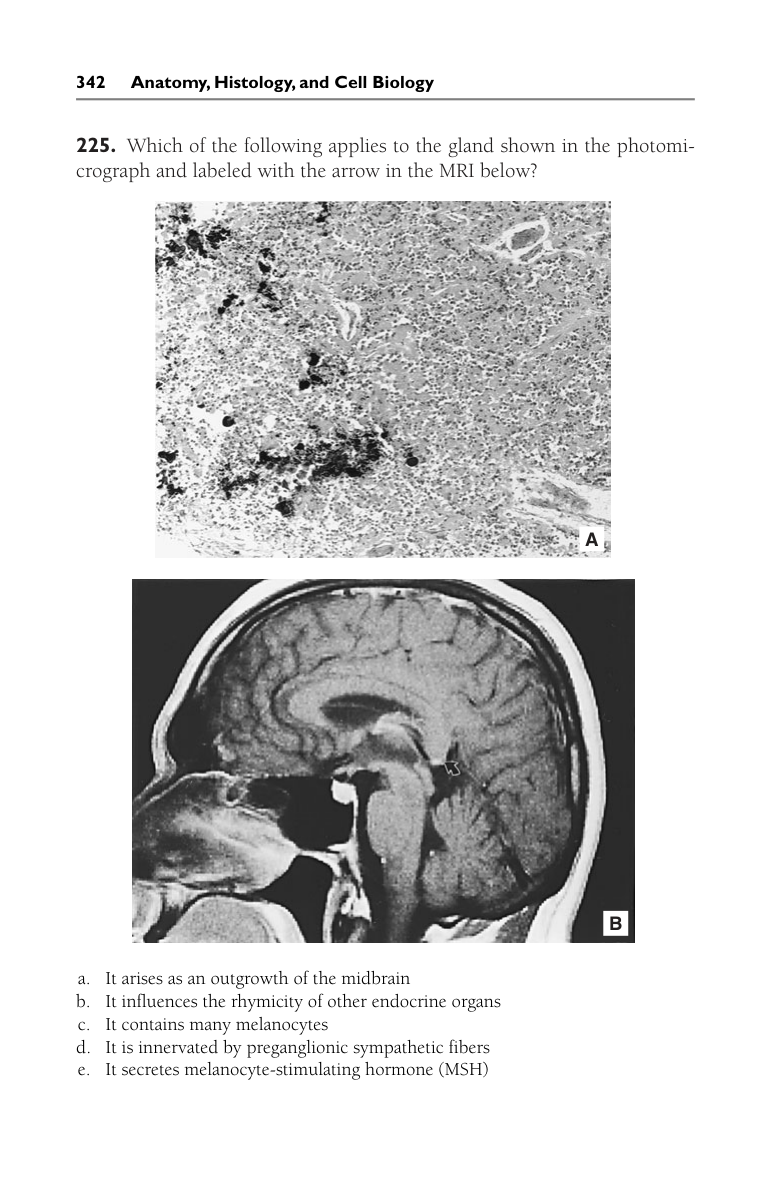 342 Anatomy, Histology, and Cell Biology
225. Which of the following applies to the gland shown in the photomi-
crograph and labeled with the arrow in the MRI below?
A
B
a. It arises as an outgrowth of the midbrain
b. It influences the rhymicity of other endocrine organs
c. It contains many melanocytes
d. It is innervated by preganglionic sympathetic fibers
e. It secretes melanocyte-stimulating hormone (MSH)